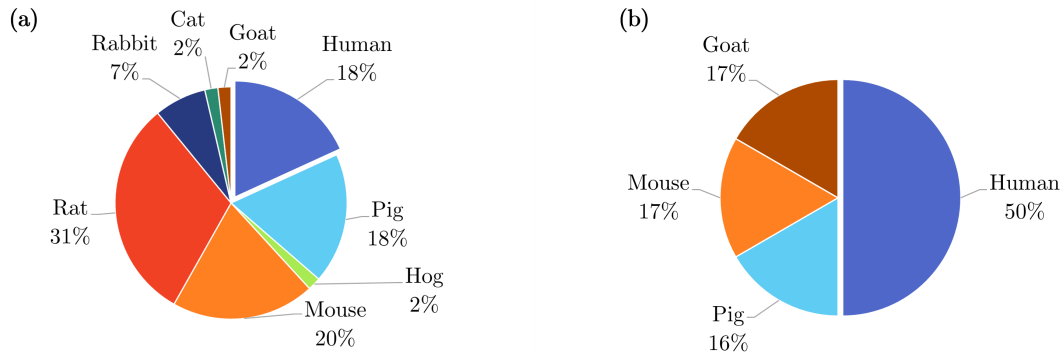 (a)
Cat
2%
Goat
2%
Rabbit
7%
Human
18%
Rat
31%
Pig
18%
Hog
2%
Mouse
20%
(b)
Goat
17%
Mouse
17%
Human
50%
Pig
16%